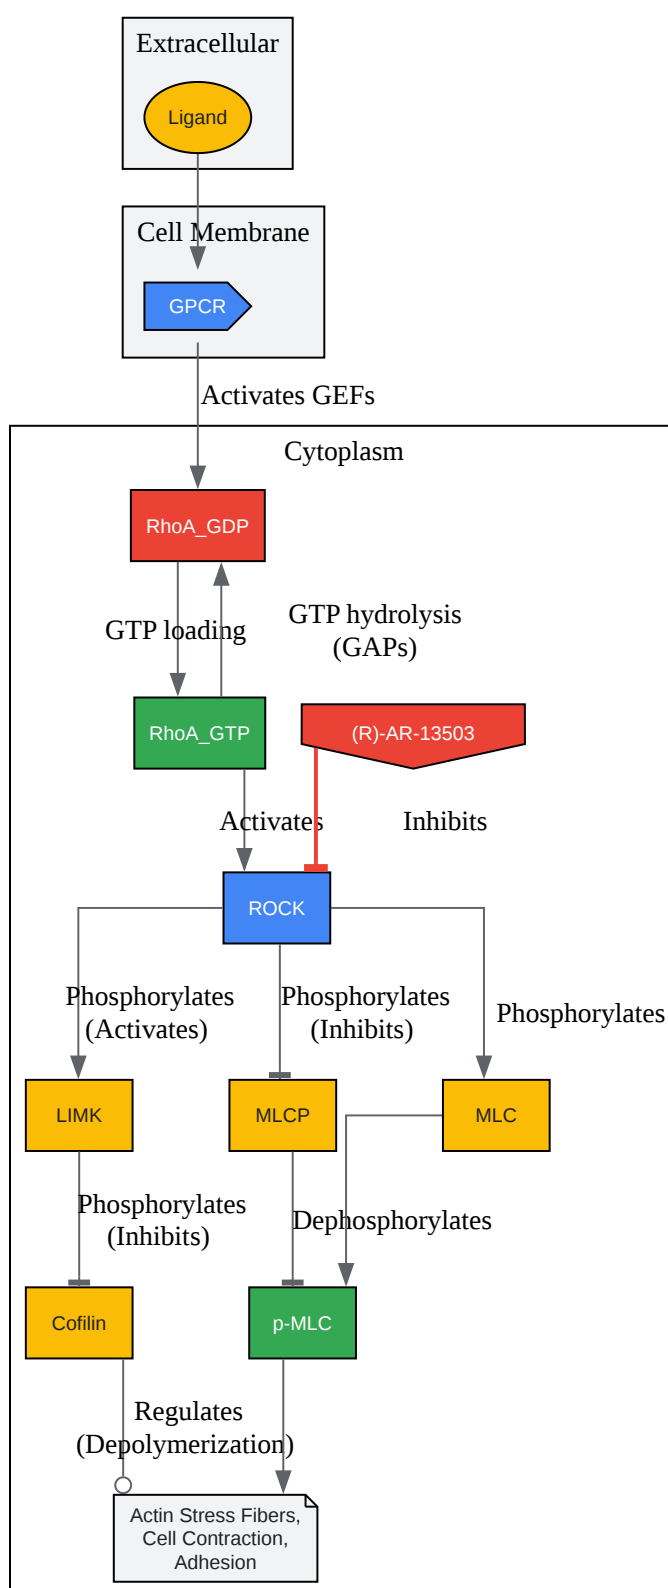 Extracellular
Ligand
Cell Membrane
GPCR
Activates GEFs
Cytoplasm
RhoA_GDP
GTP loading
GTP hydrolysis
(GAPs)
RhoA_GTP
(R)-AR-13503
Activates
Inhibits
ROCK
Phosphorylates
(Activates)
Phosphorylates
(Inhibits)
Phosphorylates
LIMK
MLCP
MLC
Phosphorylates
(Inhibits)
Dephosphorylates
Cofilin
p-MLC
Regulates
(Depolymerization)
Actin Stress Fibers,
Cell Contraction,
Adhesion